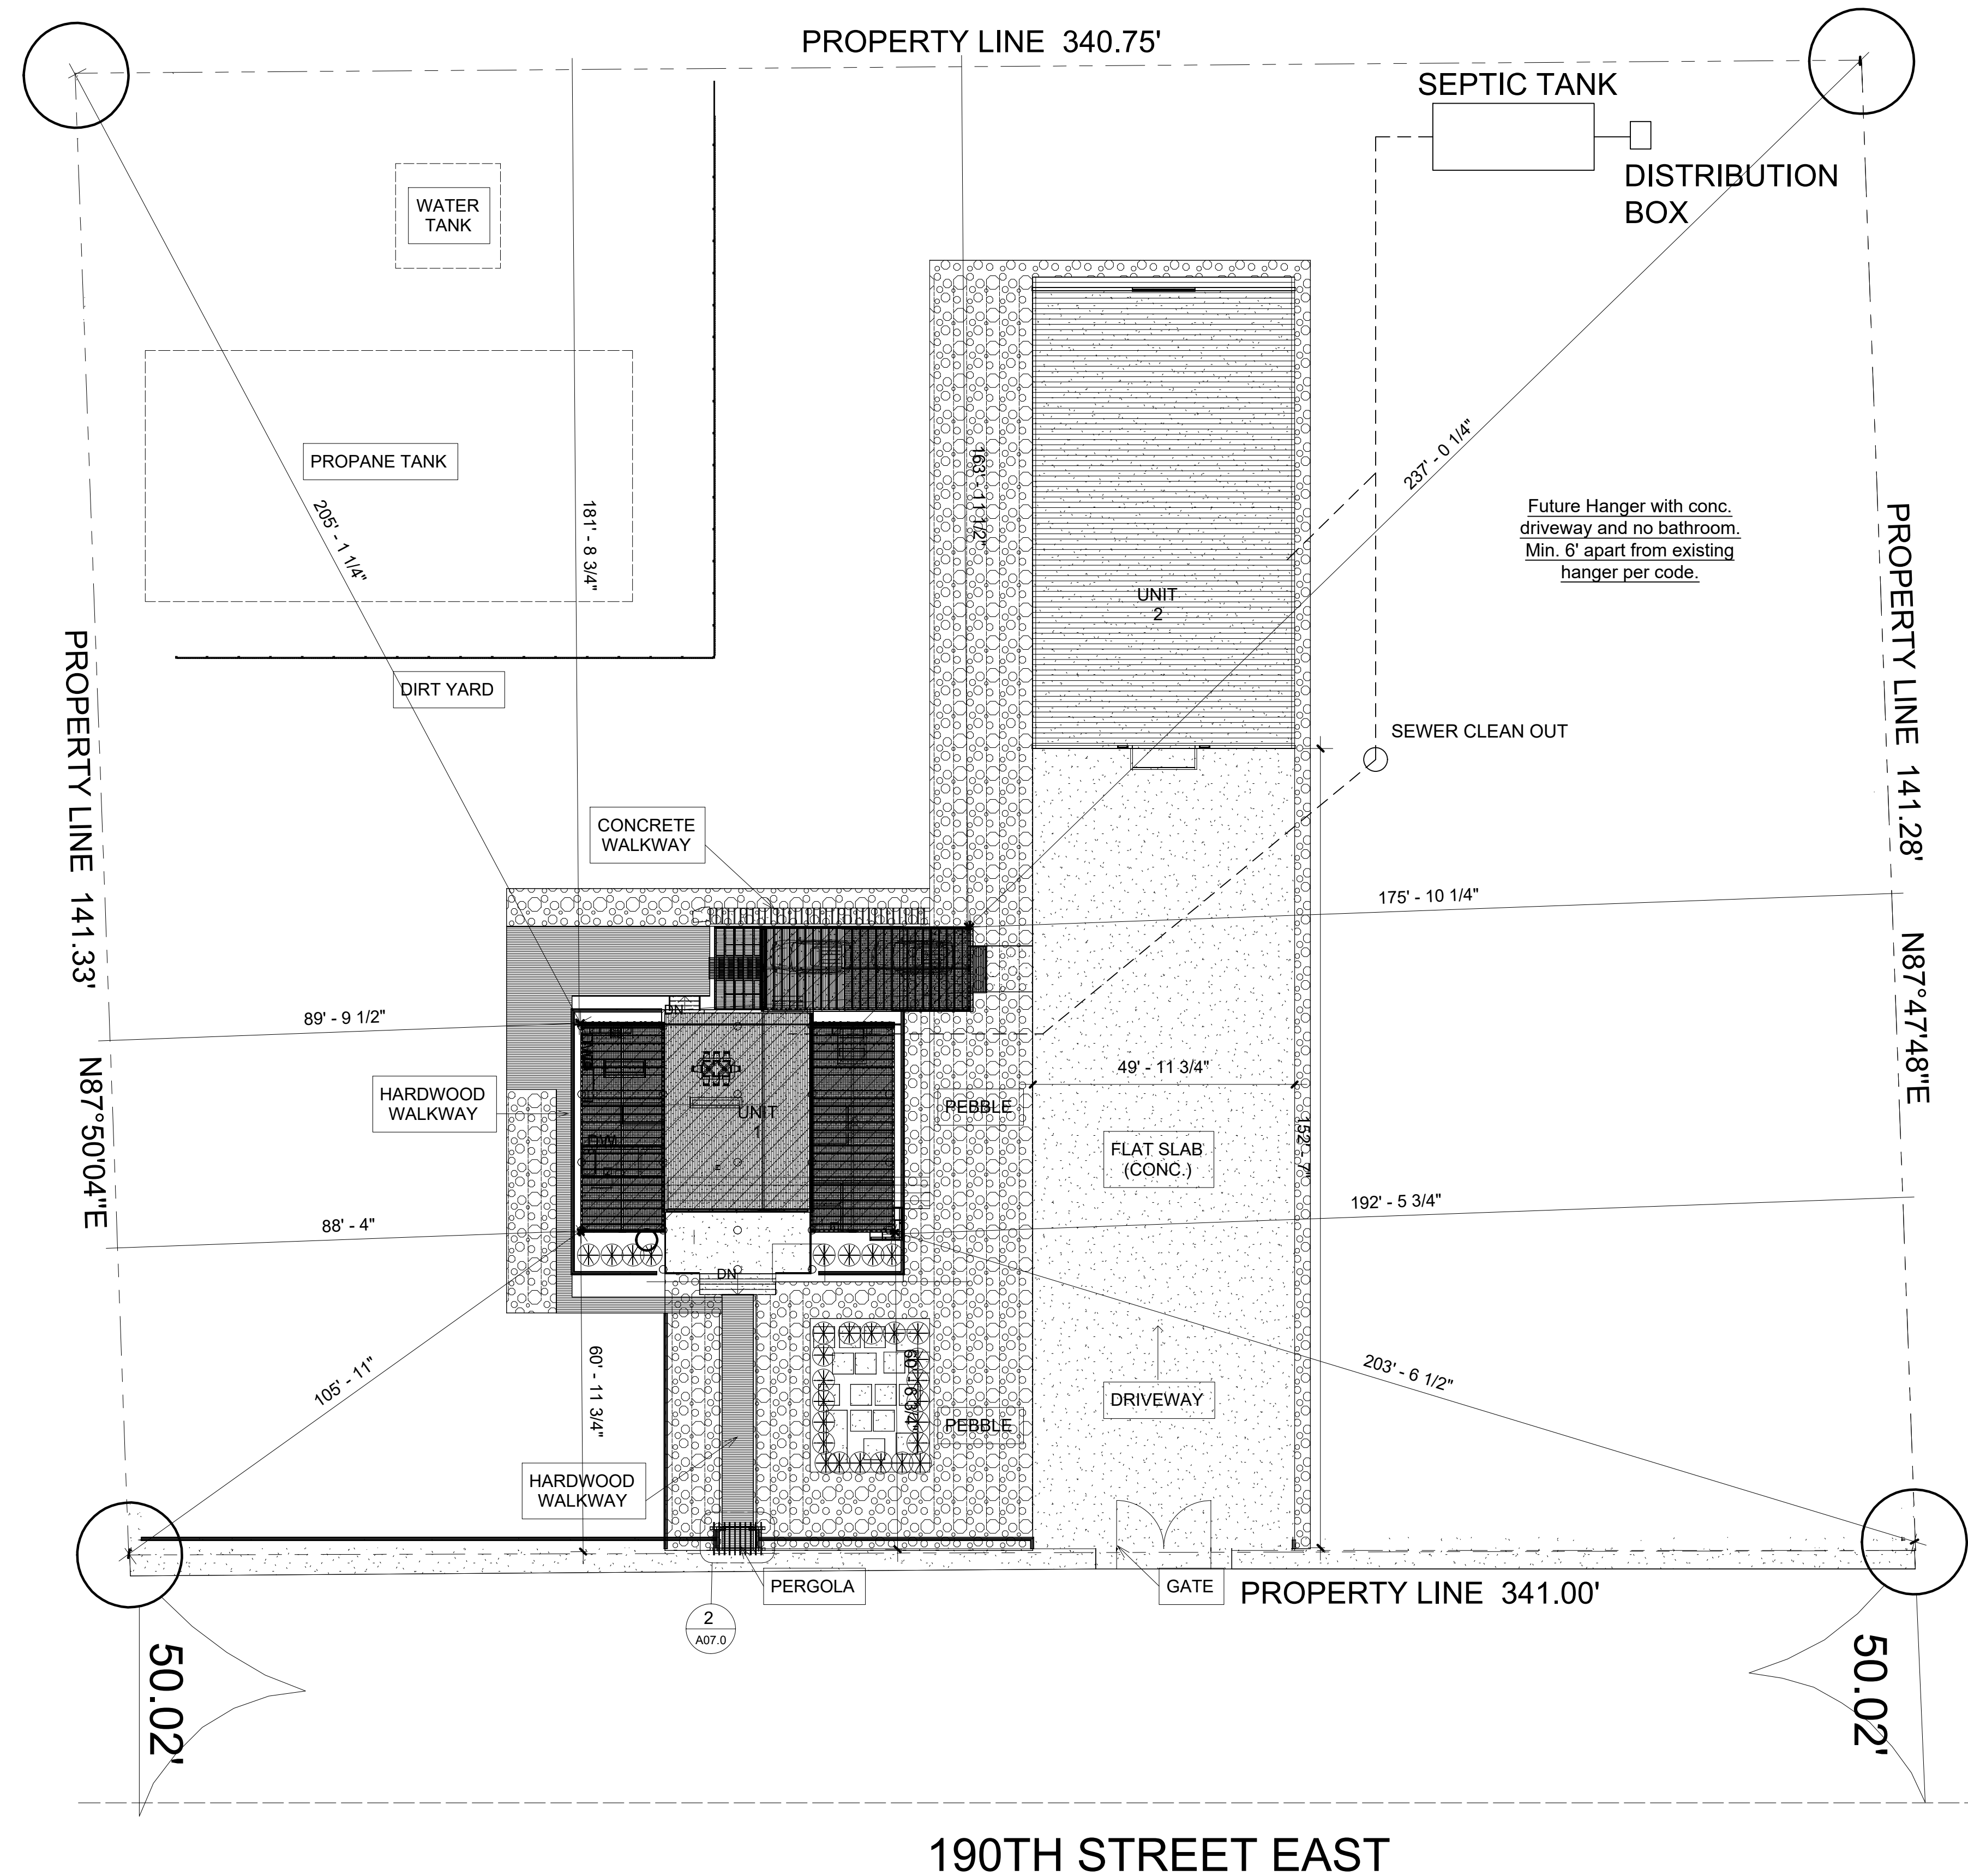 PROPERTY LINE  340.75'
SEPTIC TANK
DISTRIBUTION
BOX
WATER
TANK
PROPANE TANK
205' - 1 1/4"
181' - 8 3/4"
163' - 11 1/2"
237' - 0 1/4"
Future Hanger with conc.
driveway and no bathroom.
Min. 6' apart from existing
hanger per code.
UNIT
2
DIRT YARD
SEWER CLEAN OUT
PROPERTY LINE  141.33'  N87°50'04"E
PROPERTY LINE  141.28'  N87°47'48"E
CONCRETE
WALKWAY
175' - 10 1/4"
DN
89' - 9 1/2"
49' - 11 3/4"
HARDWOOD
WALKWAY
UNIT
1
PEBBLE
FLAT SLAB
(CONC.)
152' - 7"
88' - 4"
192' - 5 3/4"
DN
105' - 11"
60' - 11 3/4"
60' - 6 3/4"
203' - 6 1/2"
DRIVEWAY
PEBBLE
HARDWOOD
WALKWAY
PERGOLA
GATE
PROPERTY LINE  341.00'
2
A07.0
50.02'
50.02'
190TH STREET EAST